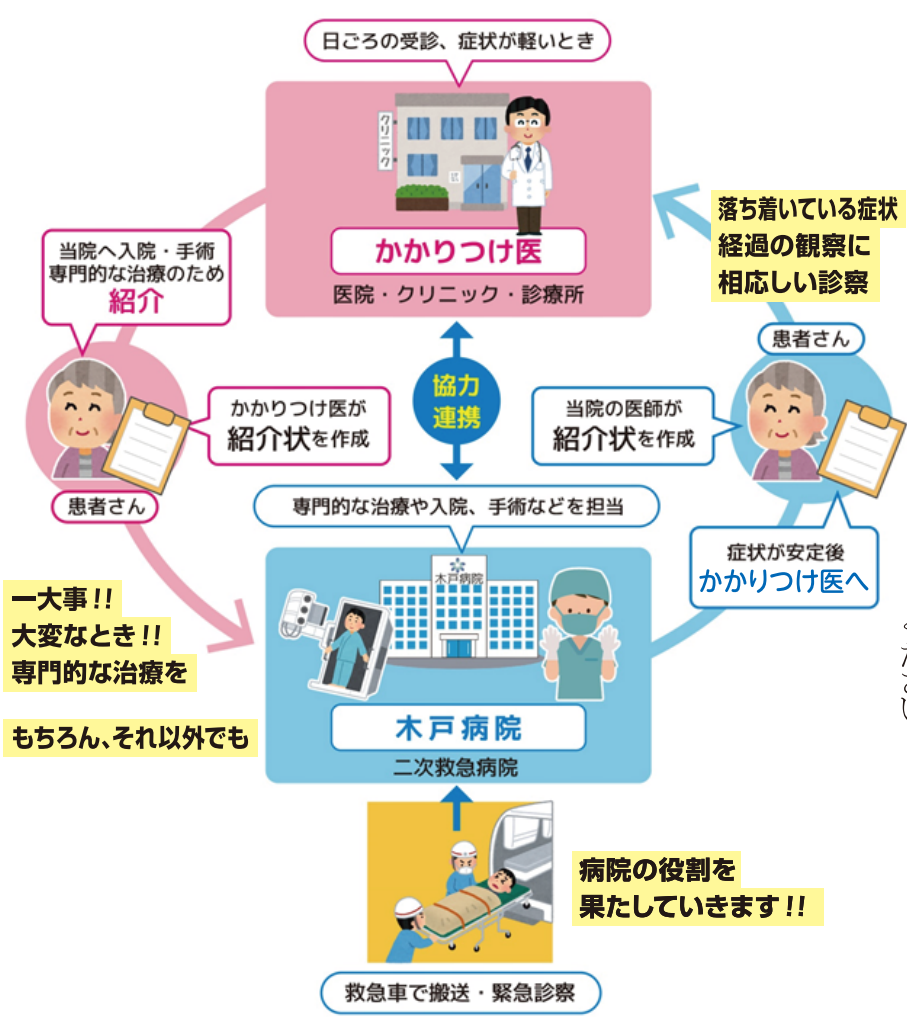 日ごろの受診、症状が軽いとき
クリニック
かかりつけ医
医院・クリニック・診療所
当院へ入院・手術
専門的な治療のため
紹介
落ち着いている症状
経過の観察に
相応しい診察
患者さん
協力
連携
かかりつけ医が
紹介状を作成
当院の医師が
紹介状を作成
患者さん
専門的な治療や入院、手術などを担当
症状が安定後
かかりつけ医へ
木戸病院
一大事!!
大変なとき!!
専門的な治療を
もちろん、それ以外でも
木戸病院
二次救急病院
病院の役割を
果たしていきます!!
救急車で搬送・緊急診察